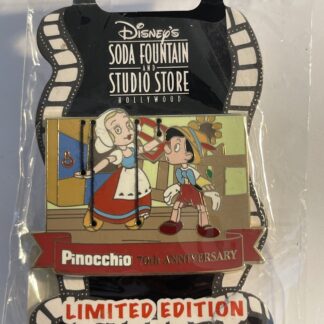 Disney's
SODA FOUNTAIN
AND
STUDIO STORE
HOLLYWOOD
Pinocchio 70TH ANNIVERSARY
LIMITED EDITION